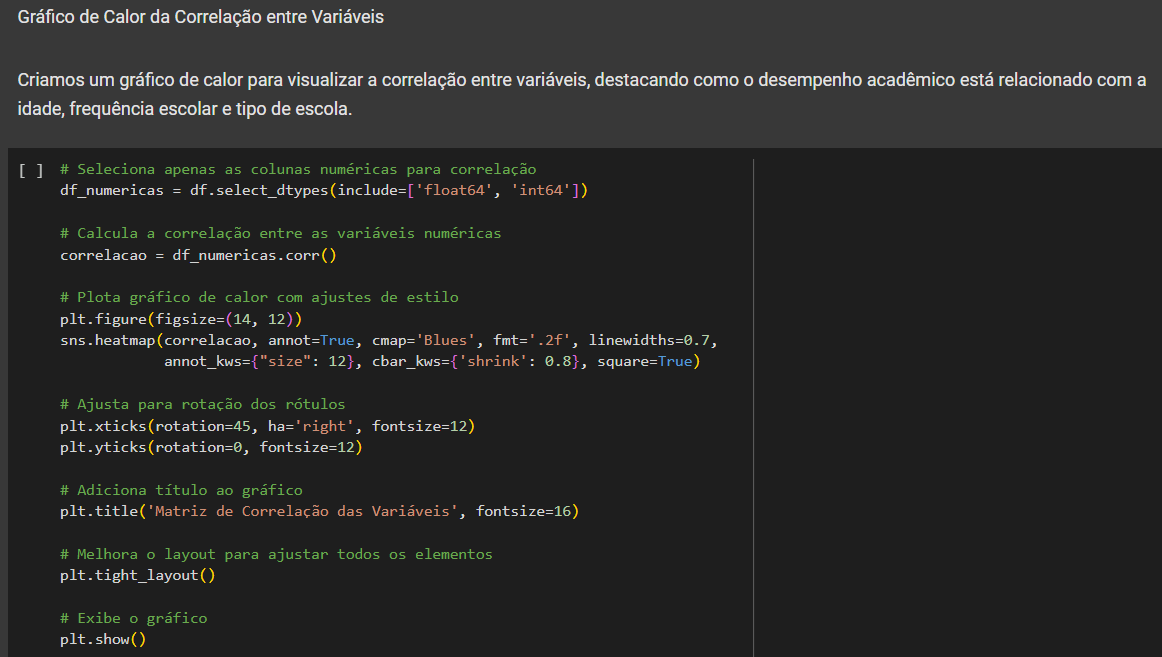 Gráfico de Calor da Correlação entre Variáveis
Criamos um gráfico de calor para visualizar a correlação entre variáveis, destacando como o desempenho acadêmico está relacionado com a
idade, frequência escolar e tipo de escola.
[ ] # Seleciona apenas as colunas numéricas para correlação
df_numericas = df.select_dtypes(include=['float64', 'int64'])
# Calcula a correlação entre as variáveis numéricas
correlacao = df_numericas.corr()
# Plota gráfico de calor com ajustes de estilo
plt.figure(figsize=(14, 12))
sns.heatmap(correlacao, annot=True, cmap='Blues', fmt='.2f', linewidths=0.7,
annot_kws={"size": 12}, cbar_kws={'shrink': 0.8}, square=True)
# Ajusta para rotação dos rótulos
plt.xticks(rotation=45, ha='right', fontsize=12)
plt.yticks(rotation=0, fontsize=12)
# Adiciona título ao gráfico
plt.title('Matriz de Correlação das Variáveis', fontsize=16)
# Melhora o layout para ajustar todos os elementos
plt.tight_layout()
# Exibe o gráfico
plt.show()